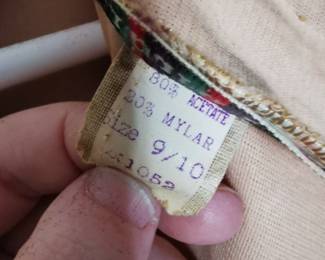 80% ACETATE
20% MYLAR
Size 9/10
1052